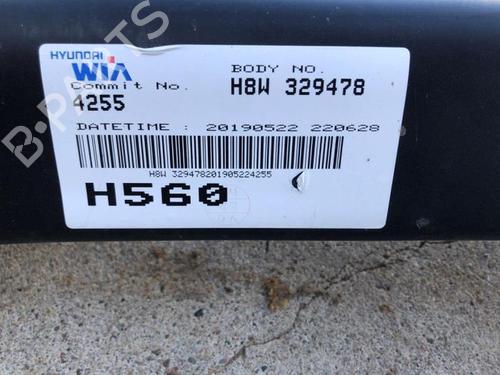 HYUNDAI
WIA
BODY NO.
Commit No.
H8W 329478
4255
DATETIME : 20190522 220628
H8W 329478201905224255
H560
B-PARTS